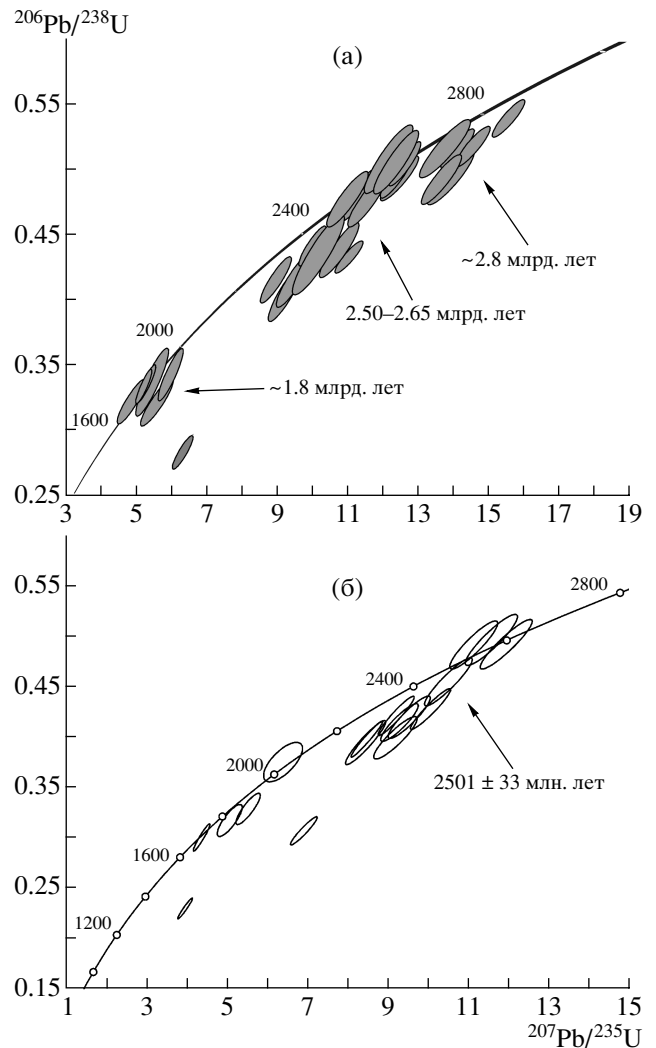 ²⁰⁶Pb/²³⁸U
(а)
0.55
2800
0.45
2400
~2.8 млрд. лет
2.50–2.65 млрд. лет
0.35
2000
~1.8 млрд. лет
1600
0.25
3 5 7 9 11 13 15 17 19
(б)
0.55
2800
0.45
2400
0.35
2000
2501 ± 33 млн. лет
0.25
1600
1200
0.15
1 3 5 7 9 11 13 15
²⁰⁷Pb/²³⁵U